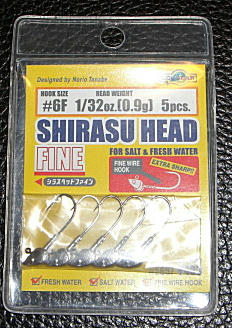 Designed by Norio Tanabe
HOOK SIZE
HEAD WEIGHT
#6F 1/32oz.(0.9g) 5pcs.
SHIRASU HEAD
FINE
FOR SALT & FRESH WATER
シラスヘッドファイン
FINE WIRE HOOK
EXTRA SHARP!!
FRESH WATER
SALT WATER
FINE WIRE HOOK